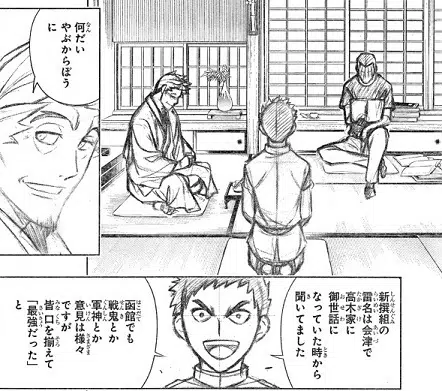 何だい
やぶからぼう
に
新撰組の
雷名は会津で
高木家に
御世話に
なっていた時から
聞いてました
函館でも
戦鬼とか
軍神とか
意見は様々
ですが
皆口を揃えて
「最強だった」
と